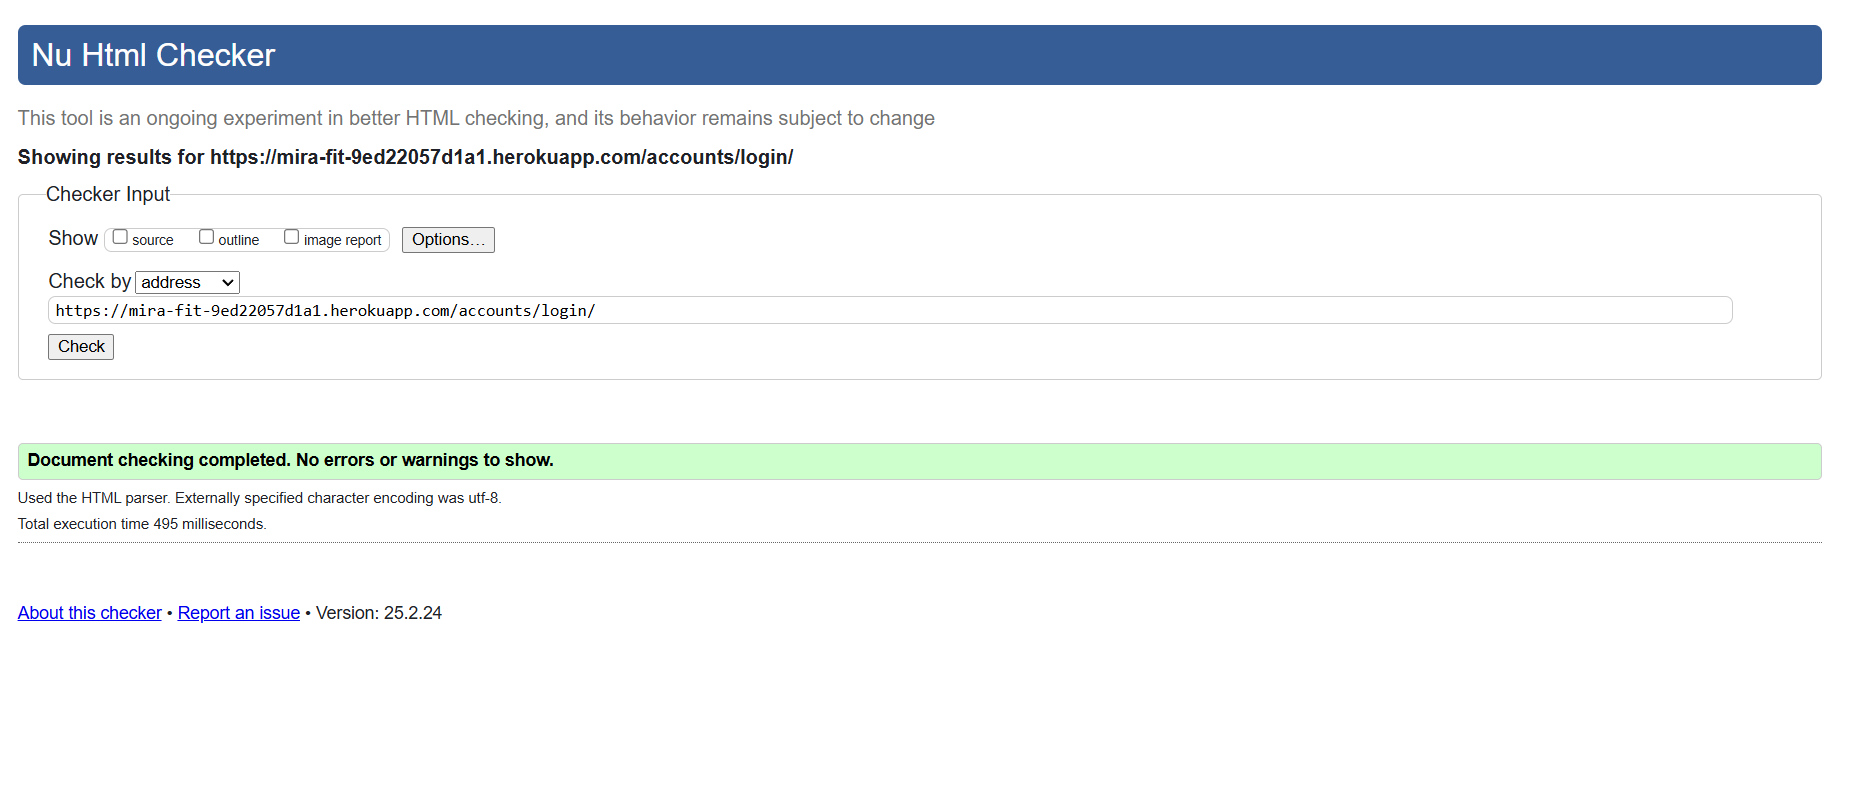 Nu Html Checker
This tool is an ongoing experiment in better HTML checking, and its behavior remains subject to change
Showing results for https://mira-fit-9ed22057d1a1.herokuapp.com/accounts/login/
Checker Input
Show source outline image report Options...
Check by address
https://mira-fit-9ed22057d1a1.herokuapp.com/accounts/login/
Check
Document checking completed. No errors or warnings to show.
Used the HTML parser. Externally specified character encoding was utf-8.
Total execution time 495 milliseconds.
About this checker • Report an issue • Version: 25.2.24